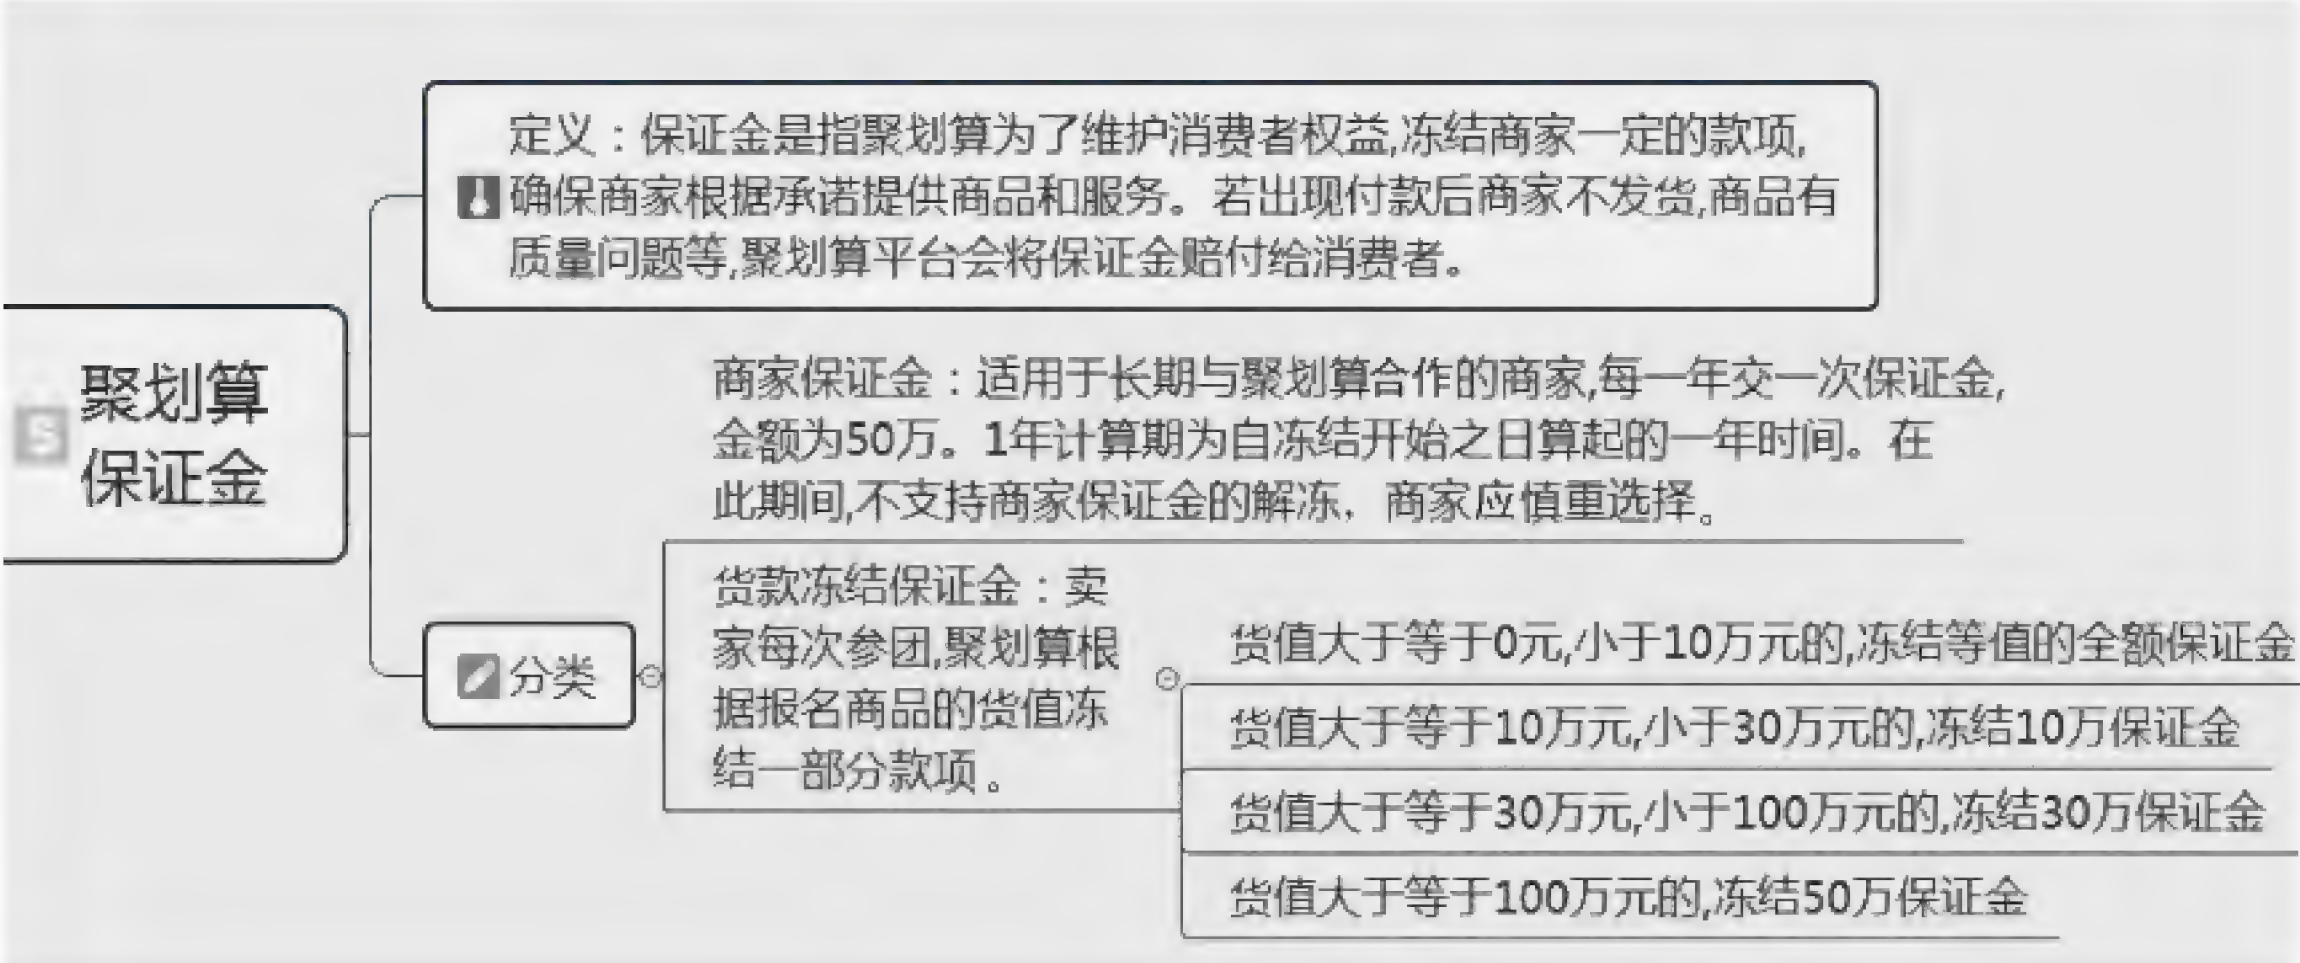 聚划算
保证金
定义：保证金是指聚划算为了维护消费者权益,冻结商家一定的款项,
确保商家根据承诺提供商品和服务。若出现付款后商家不发货,商品有
质量问题等,聚划算平台会将保证金赔付给消费者。
分类
商家保证金：适用于长期与聚划算合作的商家,每一年交一次保证金,
金额为50万。1年计算期为自冻结开始之日算起的一年时间。在
此期间,不支持商家保证金的解冻，商家应慎重选择。
货款冻结保证金：卖
家每次参团,聚划算根
据报名商品的货值冻
结一部分款项。
货值大于等于0元,小于10万元的,冻结等值的全额保证金
货值大于等于10万元,小于30万元的,冻结10万保证金
货值大于等于30万元,小于100万元的,冻结30万保证金
货值大于等于100万元的,冻结50万保证金